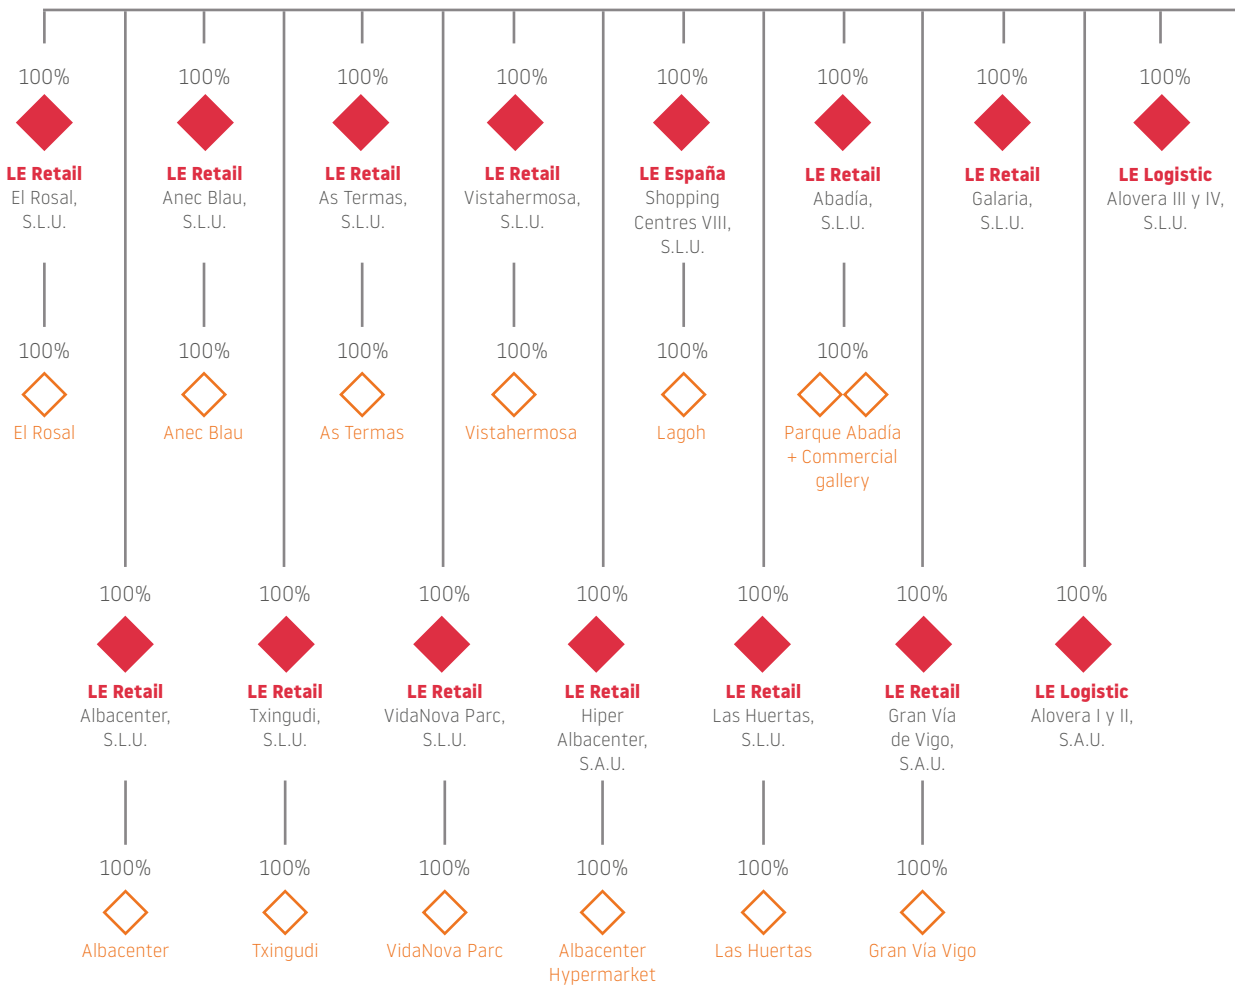 100%
100%
100%
100%
100%
100%
100%
100%
LE Retail
El Rosal,
S.L.U.
LE Retail
Anec Blau,
S.L.U.
LE Retail
As Termas,
S.L.U.
LE Retail
Vistahermosa,
S.L.U.
LE España
Shopping
Centres VIII,
S.L.U.
LE Retail
Abadía,
S.L.U.
LE Retail
Galaria,
S.L.U.
LE Logistic
Alovera III y IV,
S.L.U.
100%
100%
100%
100%
100%
100%
El Rosal
Anec Blau
As Termas
Vistahermosa
Lagoh
Parque Abadía
+ Commercial
gallery
100%
100%
100%
100%
100%
100%
100%
LE Retail
Albacenter,
S.L.U.
LE Retail
Txingudi,
S.L.U.
LE Retail
VidaNova Parc,
S.L.U.
LE Retail
Hiper
Albacenter,
S.A.U.
LE Retail
Las Huertas,
S.L.U.
LE Retail
Gran Vía
de Vigo,
S.A.U.
LE Logistic
Alovera I y II,
S.A.U.
100%
100%
100%
100%
100%
100%
Albacenter
Txingudi
VidaNova Parc
Albacenter
Hypermarket
Las Huertas
Gran Vía Vigo